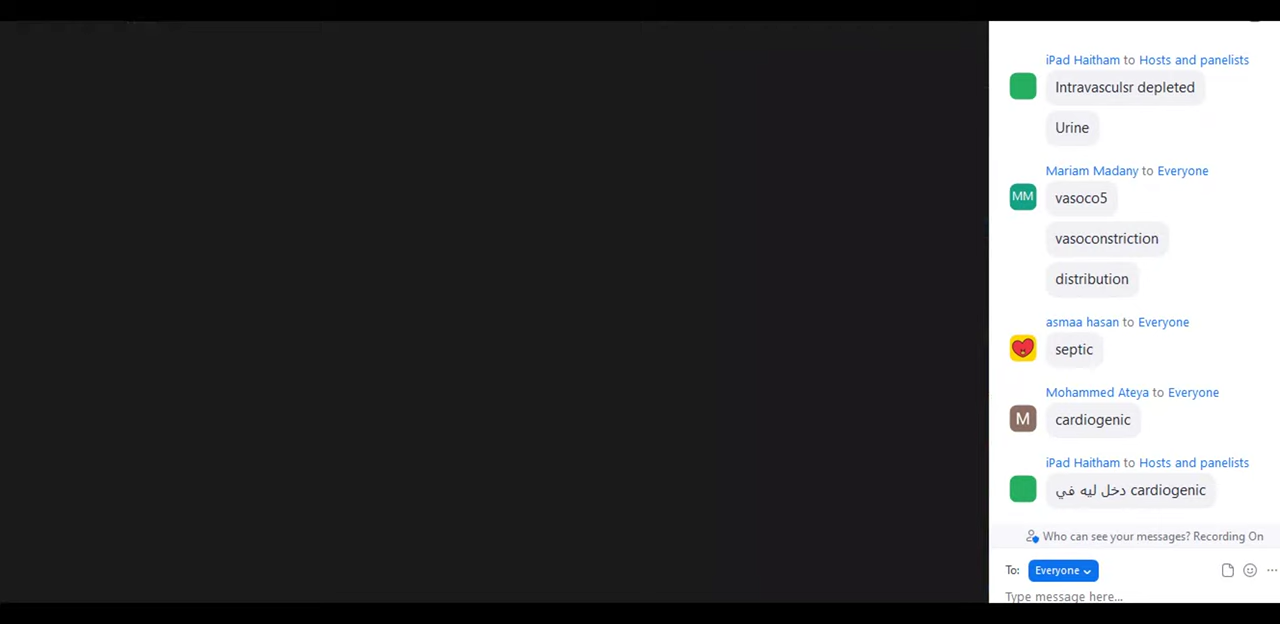 iPad Haitham to Hosts and panelists
Intravasculsr depleted
Urine
Mariam Madany to Everyone
MM
vasoco5
vasoconstriction
distribution
asmaa hasan to Everyone
septic
Mohammed Ateya to Everyone
M
cardiogenic
iPad Haitham to Hosts and panelists
دخل ليه في cardiogenic
Who can see your messages? Recording On
To: Everyone
Type message here...